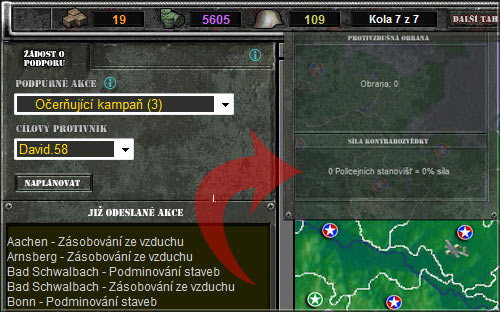 19
5605
109
Kola 7 z 7
DALŠÍ TAH
ŽÁDOST O
PODPORU
PODPŮRNÉ AKCE
Očerňující kampaň (3)
CÍLOVÝ PROTIVNÍK
David.58
NAPLÁNOVAT
JIŽ ODESLANÉ AKCE
Aachen - Zásobování ze vzduchu
Arnsberg - Zásobování ze vzduchu
Bad Schwalbach - Podminování staveb
Bad Schwalbach - Zásobování ze vzduchu
Bonn - Podminování staveb
PROTIVZDUŠNÁ OBRANA
Obrana: 0
SÍLA KONTRAROZVĚDKY
0 Policejních stanovišť = 0% síla